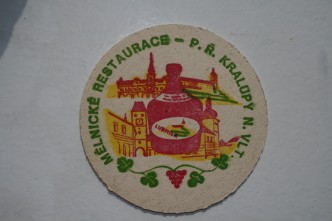 MĚLNICKÉ RESTAURACE - P.Ř. KRALUPY N. VLT.